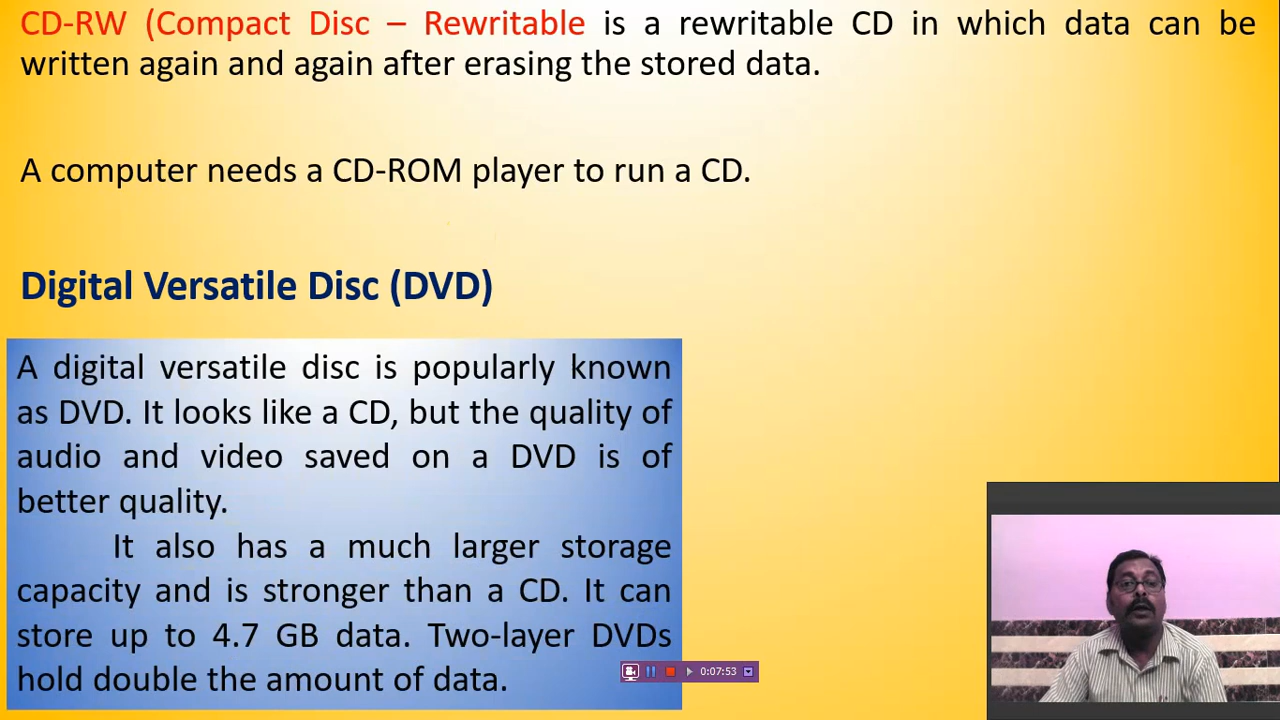 CD-RW (Compact Disc – Rewritable is a rewritable CD in which data can be
written again and again after erasing the stored data.
A computer needs a CD-ROM player to run a CD.
Digital Versatile Disc (DVD)
A digital versatile disc is popularly known
as DVD. It looks like a CD, but the quality of
audio and video saved on a DVD is of
better quality.
It also has a much larger storage
capacity and is stronger than a CD. It can
store up to 4.7 GB data. Two-layer DVDs
hold double the amount of data.
0:07:53